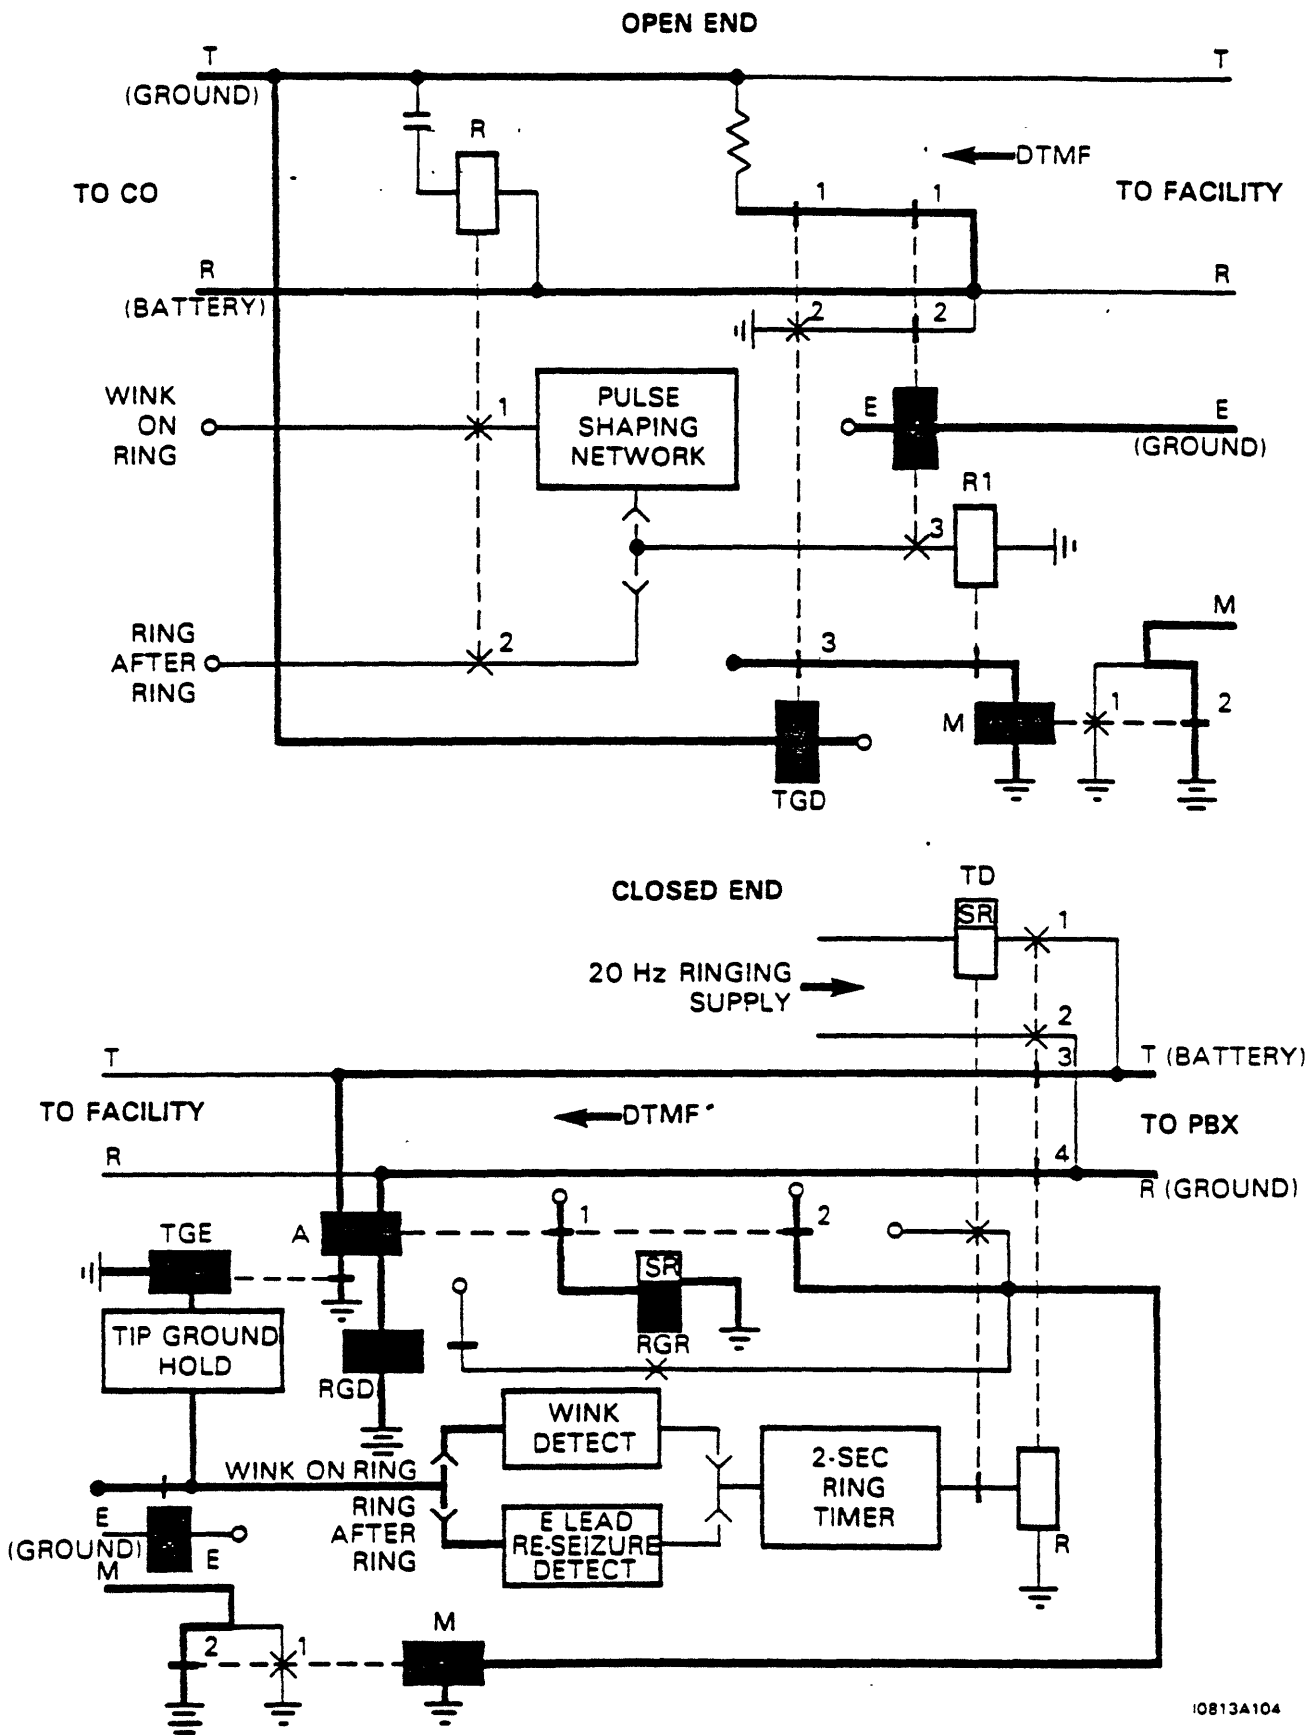 OPEN END
T
T
(GROUND)
R
DTMF
TO CO
TO FACILITY
1
1
R
R
(BATTERY)
2
2
WINK
ON
RING
1
PULSE
SHAPING
NETWORK
E
E
(GROUND)
R1
3
RING
AFTER
RING
2
3
M
M
1
2
TGD
CLOSED END
TD
SR
1
20 Hz RINGING
SUPPLY
2
T
3
T (BATTERY)
TO FACILITY
DTMF
TO PBX
R
4
R (GROUND)
TGE
A
1
2
SR
TIP GROUND
HOLD
RGR
RGD
WINK
DETECT
WINK ON RING
2-SEC
RING
TIMER
RING
AFTER
RING
E LEAD
RE-SEIZURE
DETECT
E
(GROUND)
E
R
M
M
2
1
I0813A104